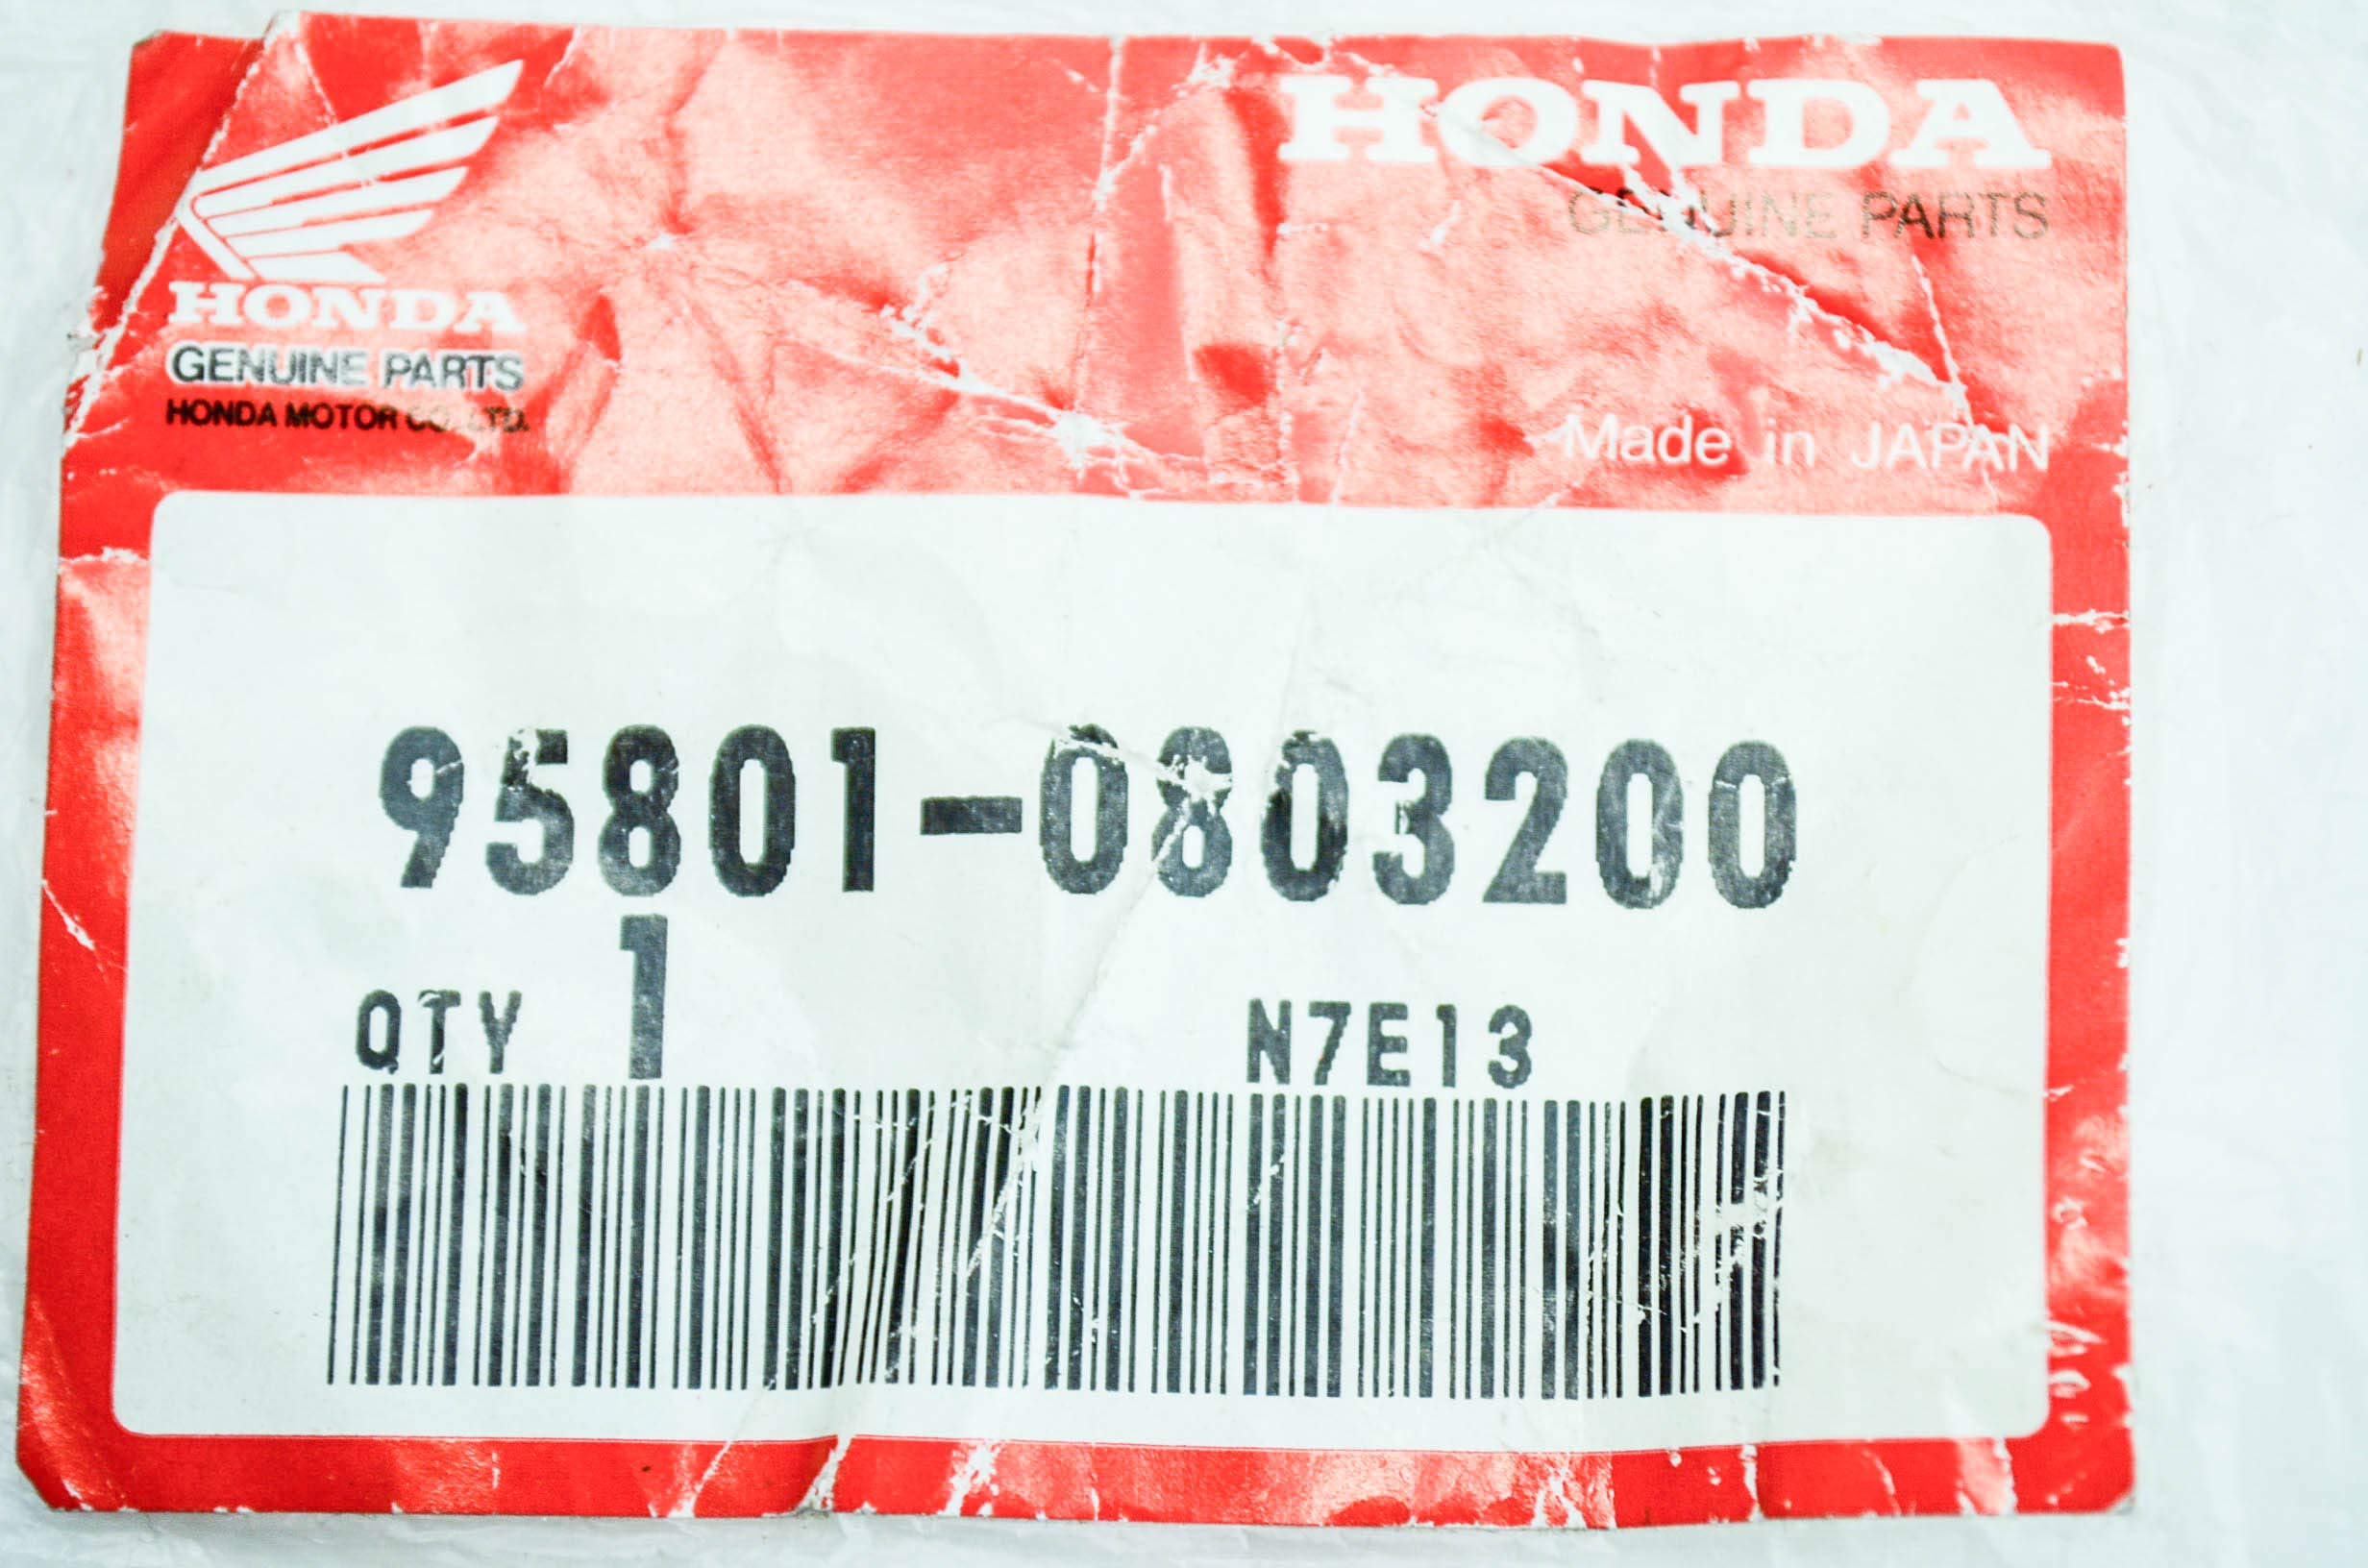 HONDA
GENUINE PARTS
HONDA MOTOR CO., LTD.
HONDA
GENUINE PARTS
Made in JAPAN
95801-0803200
QTY 1 N7E13